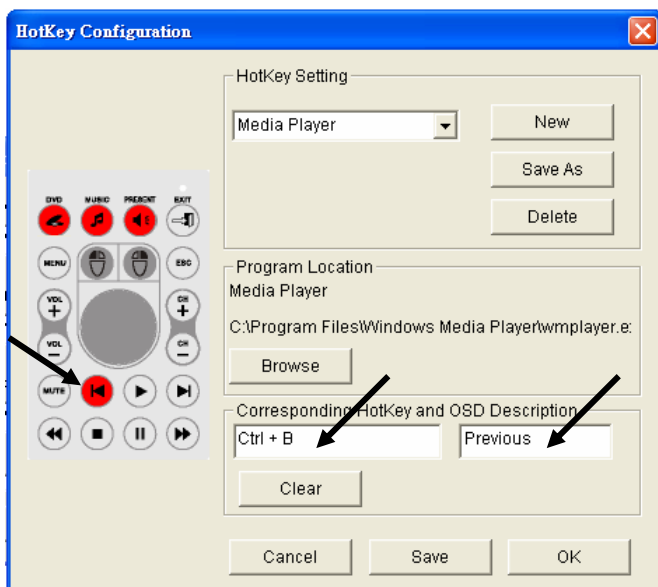 HotKey Configuration
HotKey Setting
Media Player
New
Save As
Delete
DVD MUSIC PRESENT EXIT
MENU ESC
VOL + CH +
VOL - CH -
MUTE
Program Location
Media Player
C:\Program Files\Windows Media Player\wmplayer.e
Browse
Corresponding HotKey and OSD Description
Ctrl + B Previous
Clear
Cancel Save OK